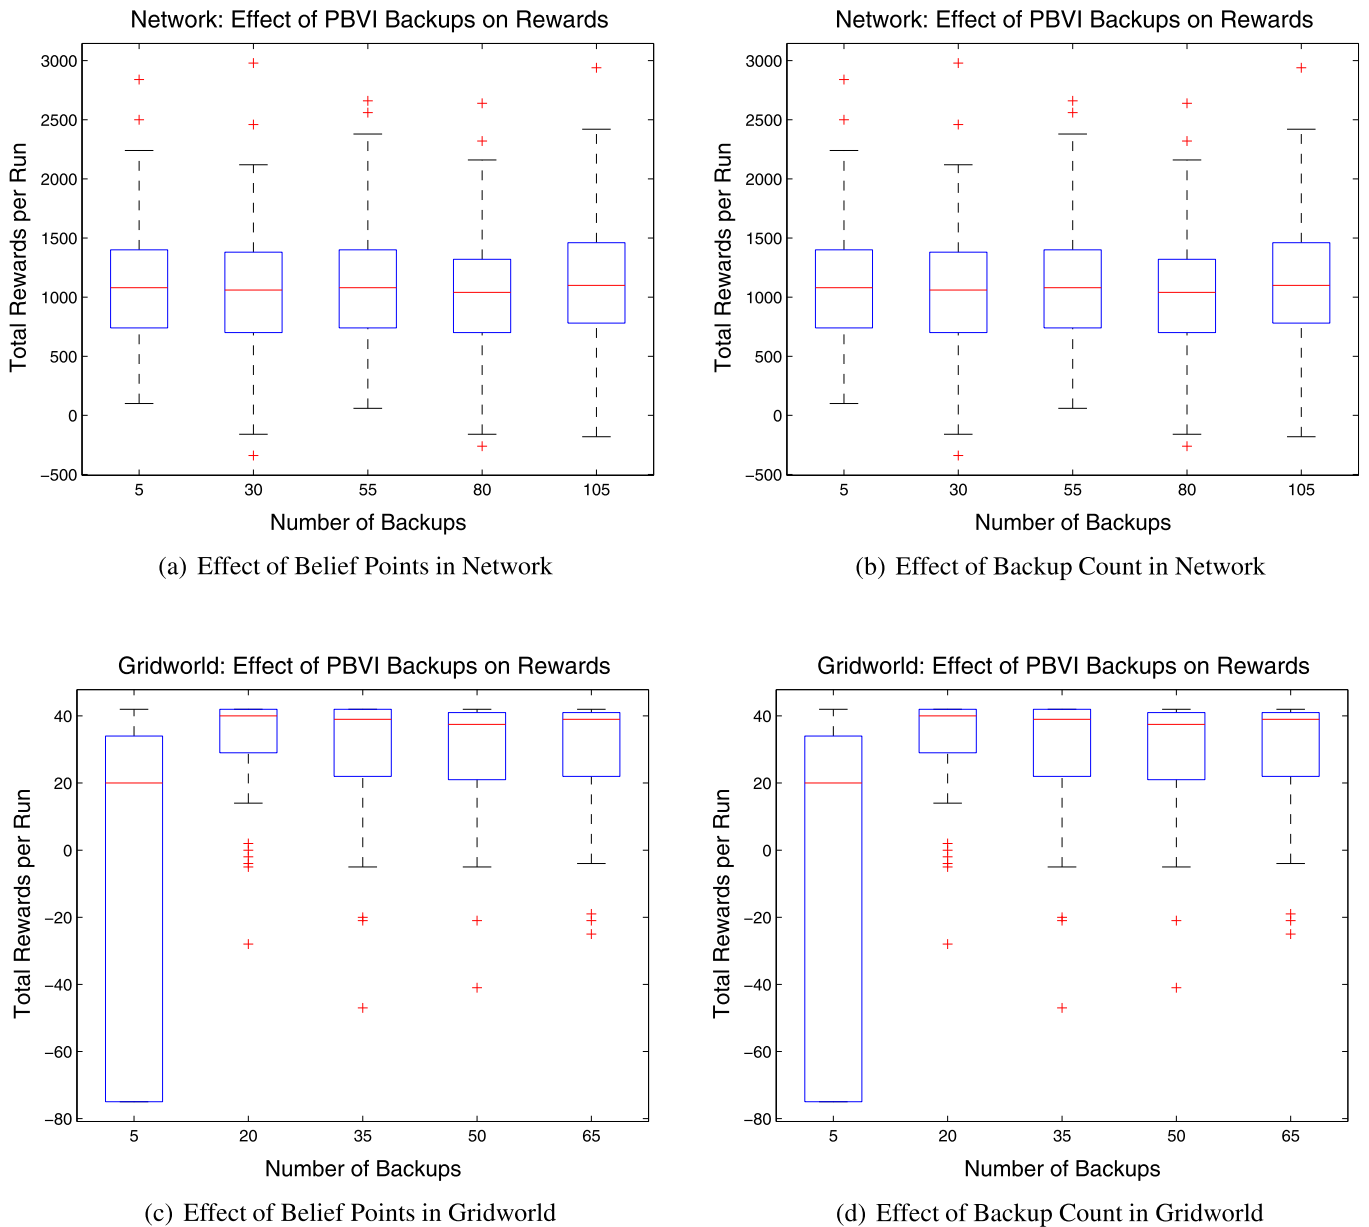 Network: Effect of PBVI Backups on Rewards
3000
2500
2000
1500
1000
500
0
−500
Total Rewards per Run
5 30 55 80 105
Number of Backups
(a) Effect of Belief Points in Network
Network: Effect of PBVI Backups on Rewards
3000
2500
2000
1500
1000
500
0
−500
Total Rewards per Run
5 30 55 80 105
Number of Backups
(b) Effect of Backup Count in Network
Gridworld: Effect of PBVI Backups on Rewards
40
20
0
−20
−40
−60
−80
Total Rewards per Run
5 20 35 50 65
Number of Backups
(c) Effect of Belief Points in Gridworld
Gridworld: Effect of PBVI Backups on Rewards
40
20
0
−20
−40
−60
−80
Total Rewards per Run
5 20 35 50 65
Number of Backups
(d) Effect of Backup Count in Gridworld